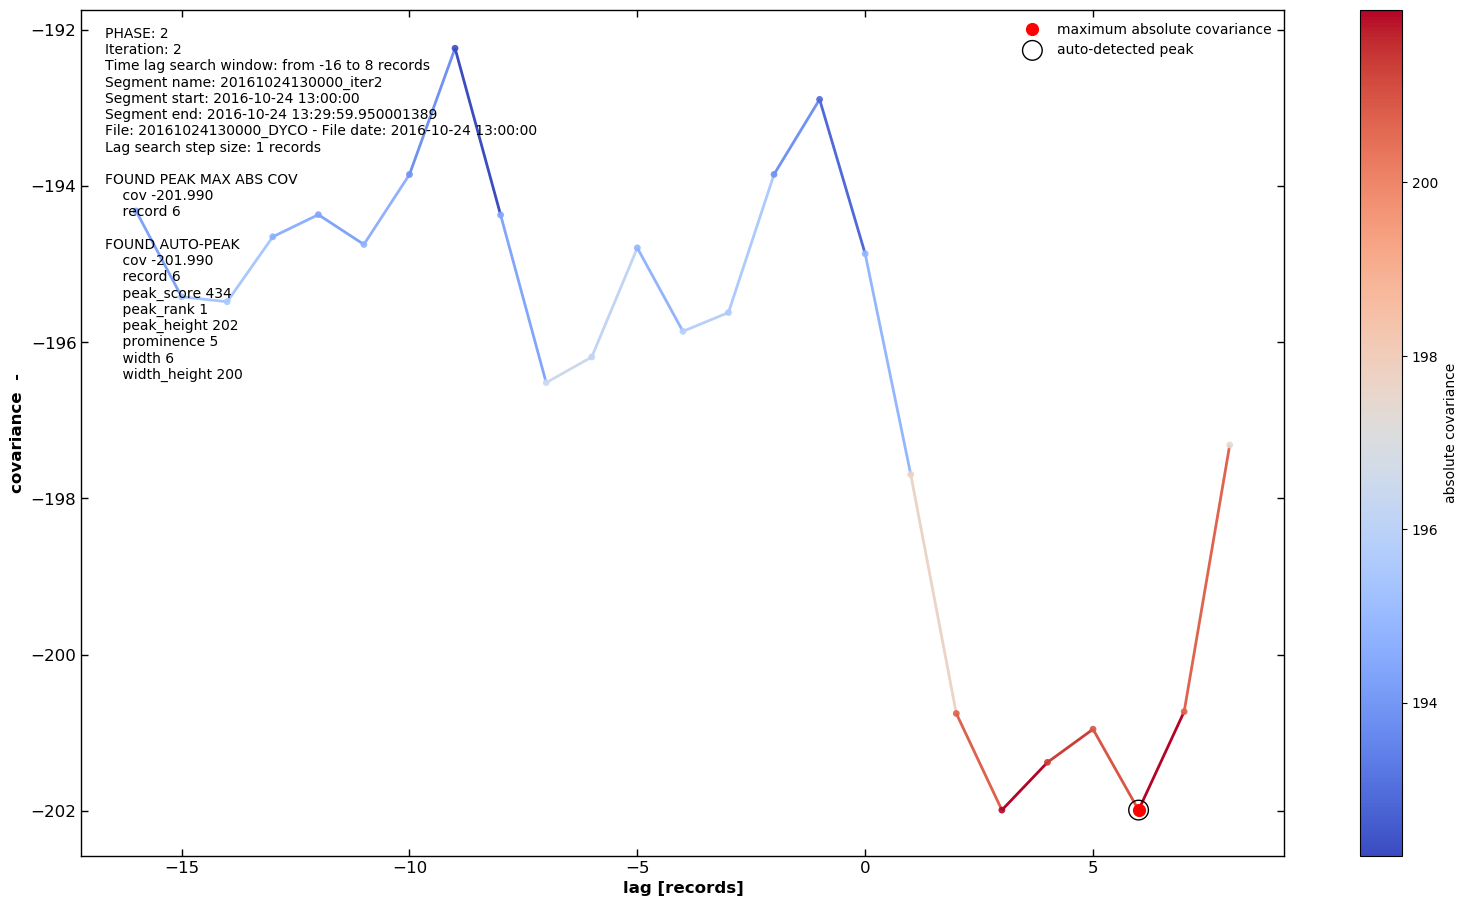 PHASE: 2
Iteration: 2
Time lag search window: from -16 to 8 records
Segment name: 20161024130000_iter2
Segment start: 2016-10-24 13:00:00
Segment end: 2016-10-24 13:29:59.950001389
File: 20161024130000_DYCO - File date: 2016-10-24 13:00:00
Lag search step size: 1 records
FOUND PEAK MAX ABS COV
cov -201.990
record 6
FOUND AUTO-PEAK
cov -201.990
record 6
peak_score 434
peak_rank 1
peak_height 202
prominence 5
width 6
width_height 200
maximum absolute covariance
auto-detected peak
−192
−194
−196
−198
−200
−202
covariance  -
−15
−10
−5
0
5
lag [records]
200
198
196
194
absolute covariance